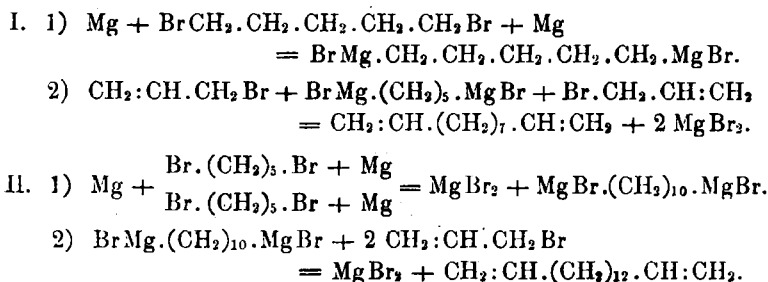 I. 1) Mg + BrCH₂.CH₂.CH₂.CH₂.CH₂Br + Mg
= BrMg.CH₂.CH₂.CH₂.CH₂.CH₂.MgBr.
2) CH₂:CH.CH₂Br + BrMg.(CH₂)₅.MgBr + Br.CH₂.CH:CH₂
= CH₂:CH.(CH₂)₇.CH:CH₂ + 2 MgBr₂.
II. 1) Mg + Br.(CH₂)₅.Br + Mg
Br.(CH₂)₅.Br + Mg = MgBr₂ + MgBr.(CH₂)₁₀.MgBr.
2) BrMg.(CH₂)₁₀.MgBr + 2 CH₂:CH.CH₂Br
= MgBr₂ + CH₂:CH.(CH₂)₁₂.CH:CH₂.